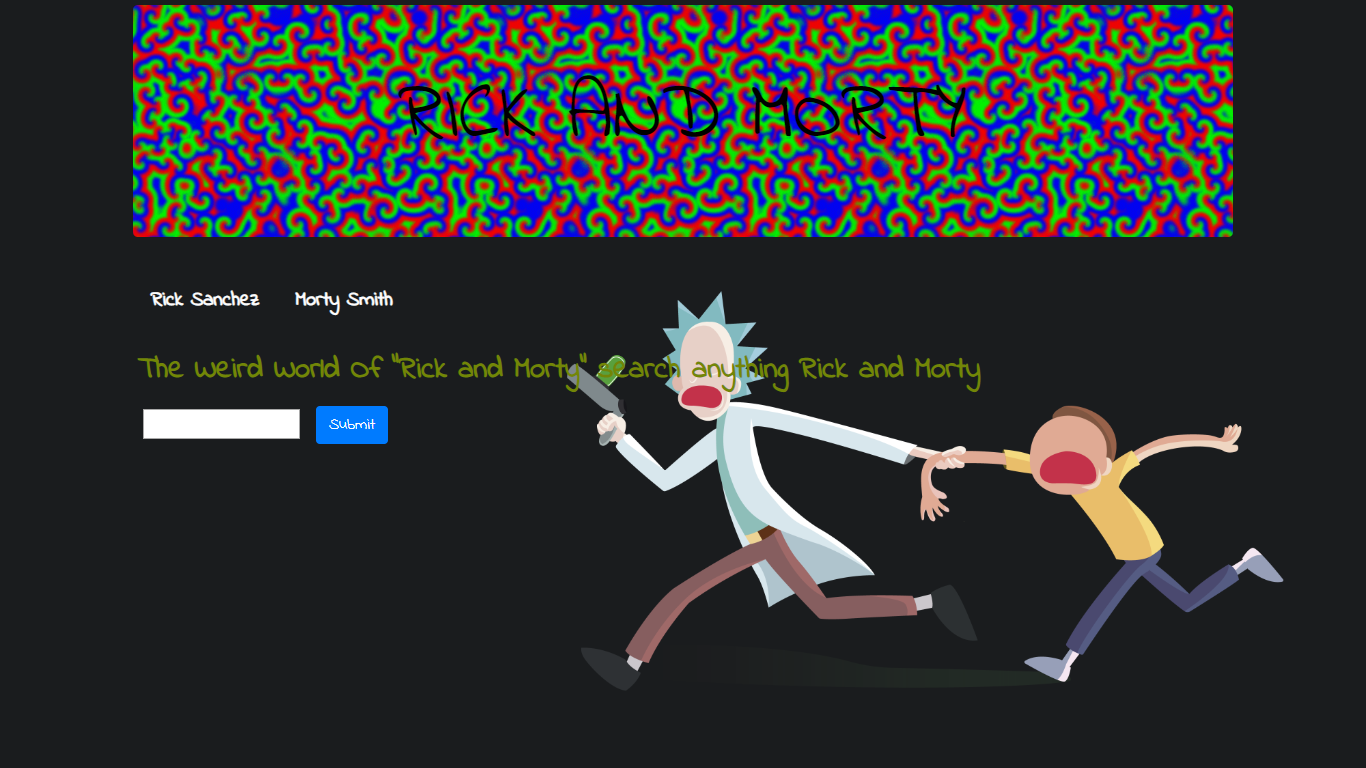 RICK AND MORTY
Rick Sanchez Morty Smith
The Weird World Of "Rick and Morty" search anything Rick and Morty
Submit